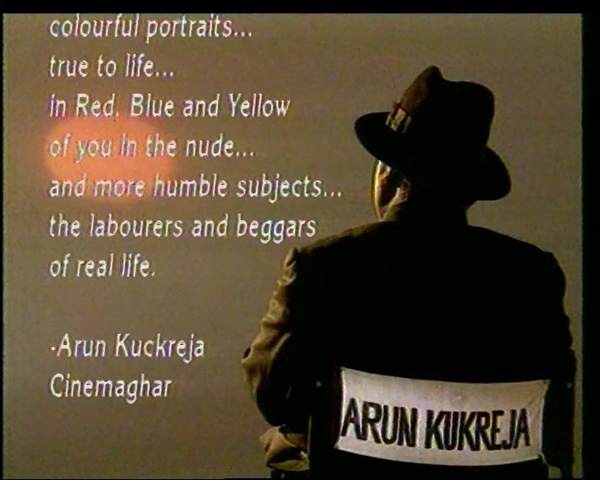 colourful portraits...
true to life...
in Red, Blue and Yellow
of you in the nude...
and more humble subjects...
the labourers and beggars
of real life.
-Arun Kuckreja
Cinemaghar
ARUN KUKREJA